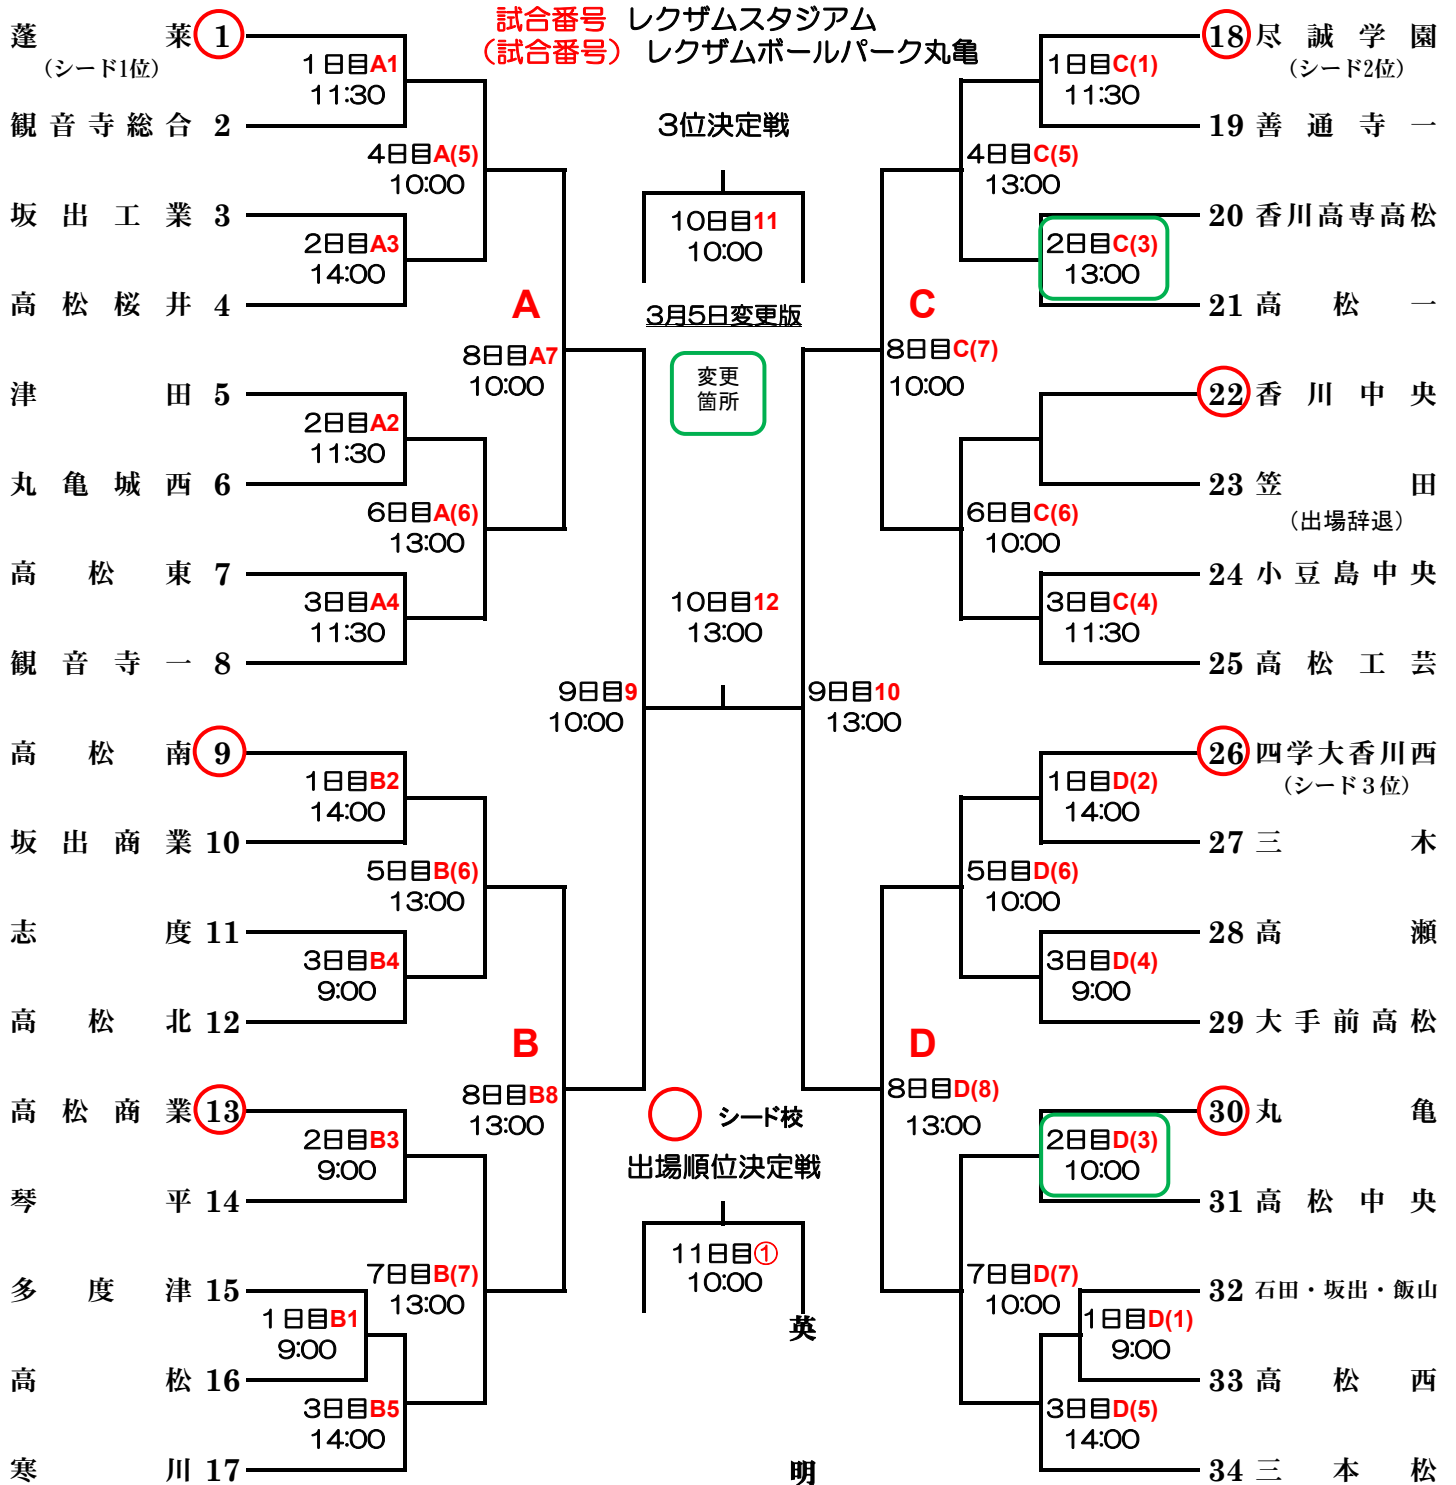 試合番号 レクザムスタジアム
(試合番号) レクザムボールパーク丸亀
蓬莱 1
(シード1位)
1日目A1
11:30
観音寺総合 2
4日目A(5)
10:00
坂出工業 3
2日目A3
14:00
高松桜井 4
A
8日目A7
10:00
津田 5
2日目A2
11:30
丸亀城西 6
6日目A(6)
13:00
高松東 7
3日目A4
11:30
観音寺一 8
9日目9
10:00
高松南 9
1日目B2
14:00
坂出商業 10
5日目B(6)
13:00
志度 11
3日目B4
9:00
高松北 12
B
8日目B8
13:00
高松商業 13
2日目B3
9:00
琴平 14
7日目B(7)
13:00
多度津 15
1日目B1
9:00
高松 16
3日目B5
14:00
寒川 17
3位決定戦
10日目11
10:00
3月5日変更版
変更
箇所
10日目12
13:00
シード校
出場順位決定戦
11日目①
10:00
英明
18 尽誠学園
(シード2位)
1日目C(1)
11:30
19 善通寺一
4日目C(5)
13:00
20 香川高専高松
2日目C(3)
13:00
21 高松一
C
8日目C(7)
10:00
22 香川中央
23 笠田
(出場辞退)
6日目C(6)
10:00
24 小豆島中央
3日目C(4)
11:30
25 高松工芸
9日目10
13:00
26 四学大香川西
(シード3位)
1日目D(2)
14:00
27 三木
5日目D(6)
10:00
28 高瀬
3日目D(4)
9:00
29 大手前高松
D
8日目D(8)
13:00
30 丸亀
2日目D(3)
10:00
31 高松中央
7日目D(7)
10:00
32 石田・坂出・飯山
1日目D(1)
9:00
33 高松西
3日目D(5)
14:00
34 三本松